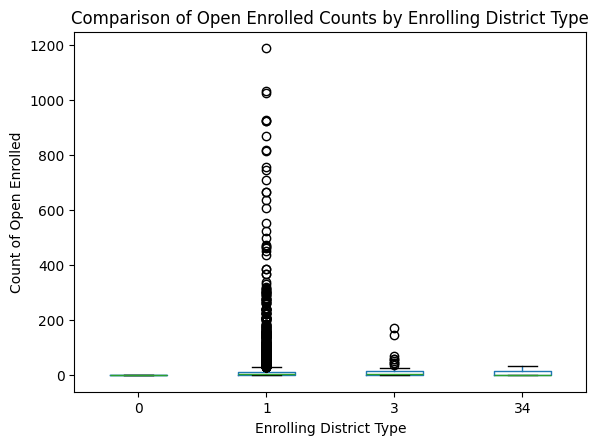 Comparison of Open Enrolled Counts by Enrolling District Type
1200
1000
800
600
400
200
0
Count of Open Enrolled
0 1 3 34
Enrolling District Type